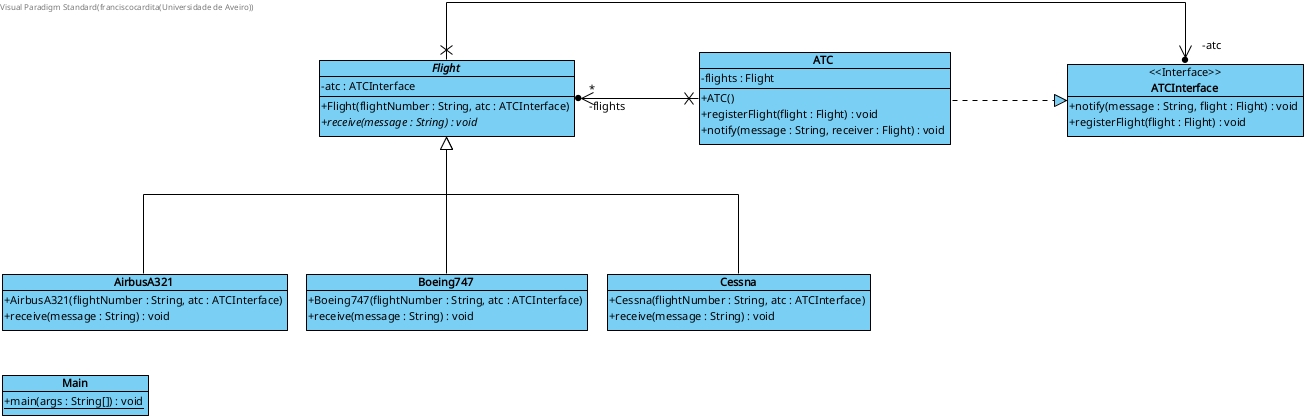 Visual Paradigm Standard(franciscocardita(Universidade de Aveiro))
-atc
Flight
-atc : ATCInterface
+Flight(flightNumber : String, atc : ATCInterface)
+receive(message : String) : void
*
-flights
ATC
-flights : Flight
+ATC()
+registerFlight(flight : Flight) : void
+notify(message : String, receiver : Flight) : void
<<Interface>>
ATCInterface
+notify(message : String, flight : Flight) : void
+registerFlight(flight : Flight) : void
AirbusA321
+AirbusA321(flightNumber : String, atc : ATCInterface)
+receive(message : String) : void
Boeing747
+Boeing747(flightNumber : String, atc : ATCInterface)
+receive(message : String) : void
Cessna
+Cessna(flightNumber : String, atc : ATCInterface)
+receive(message : String) : void
Main
+main(args : String[]) : void